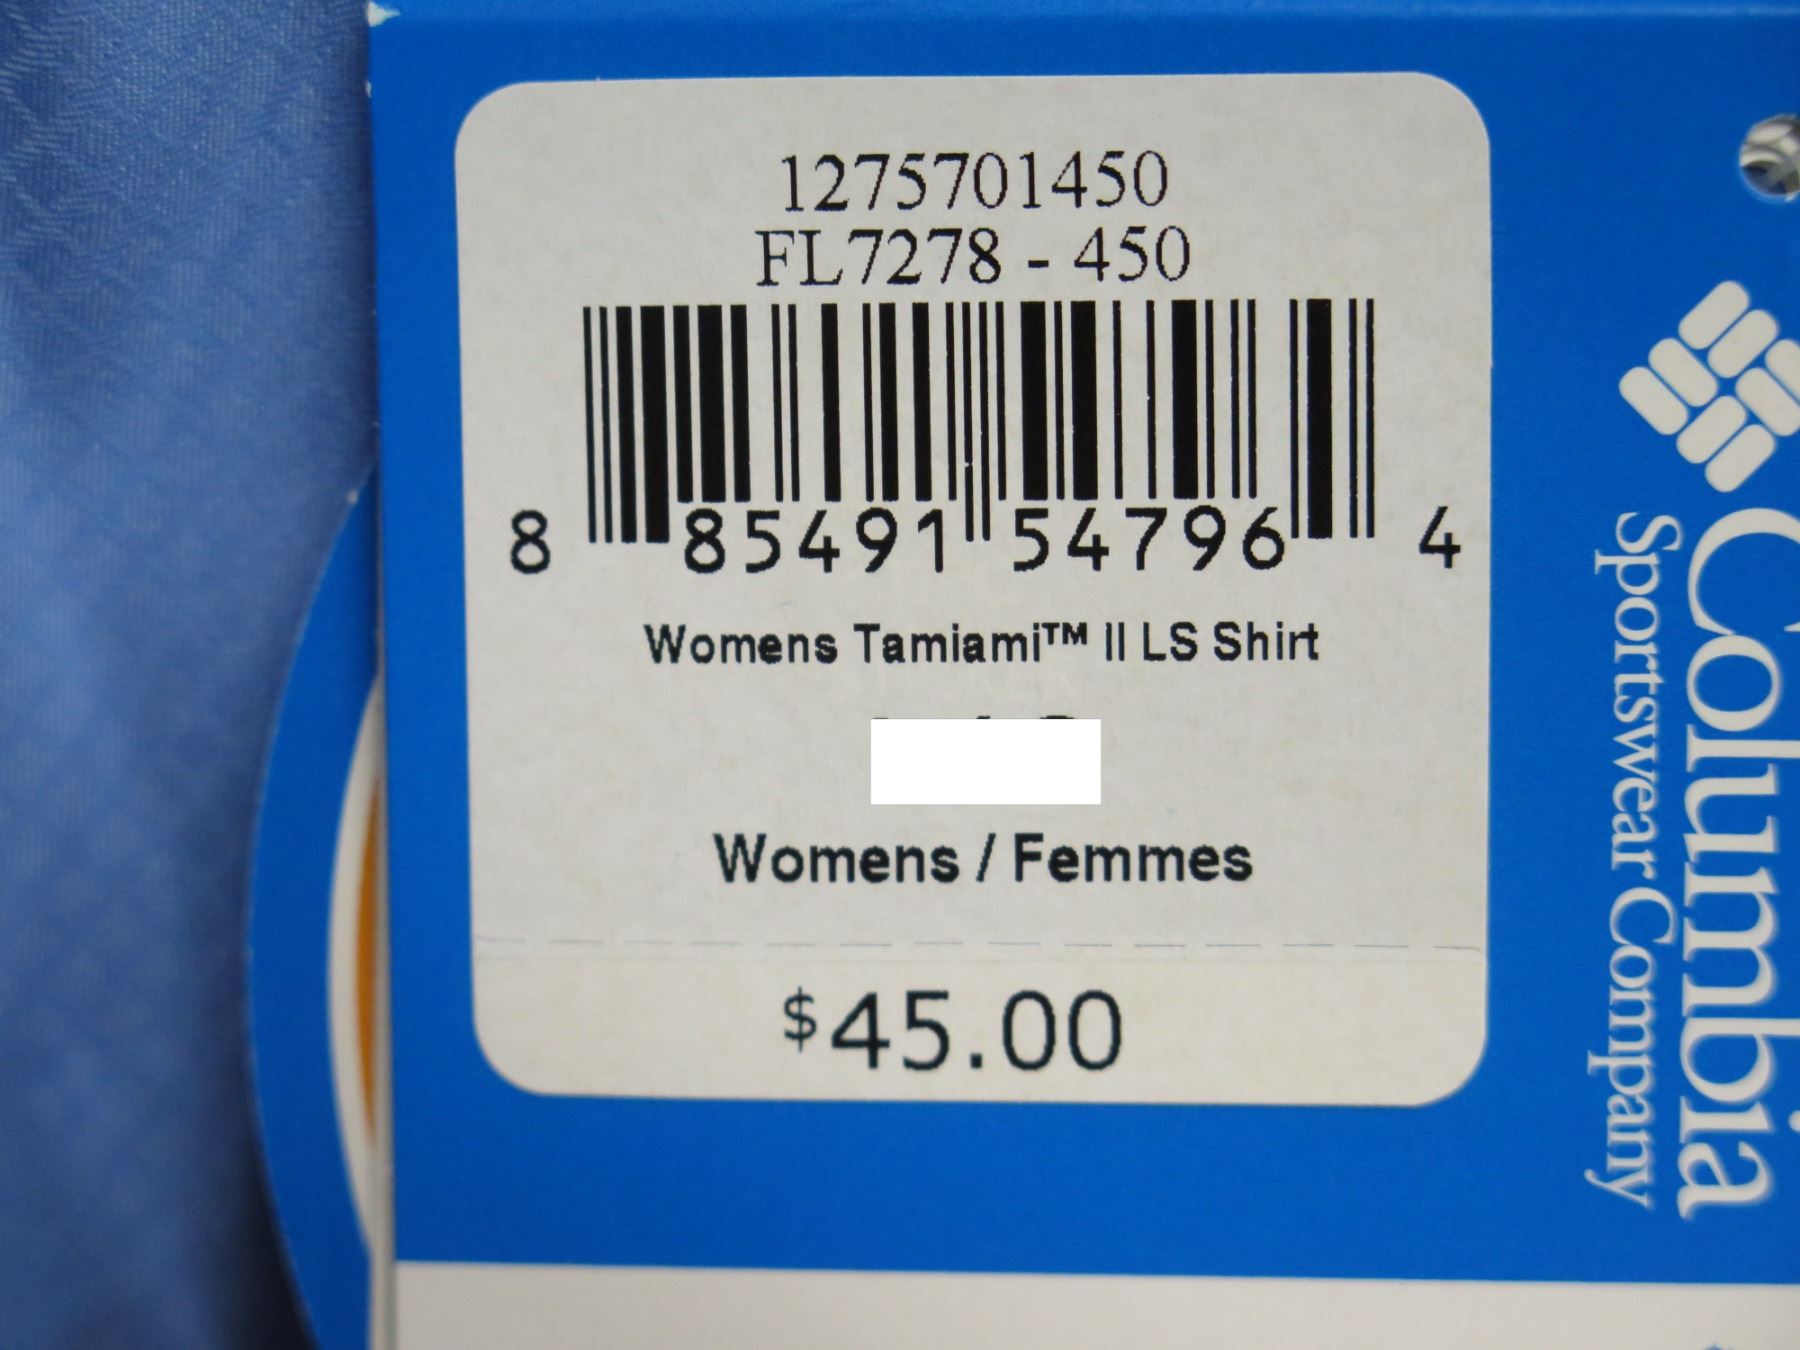 1275701450
FL7278 - 450
8 85491 54796 4
Womens Tamiami™ II LS Shirt
Womens / Femmes
$45.00
Columbia
Sportswear Company